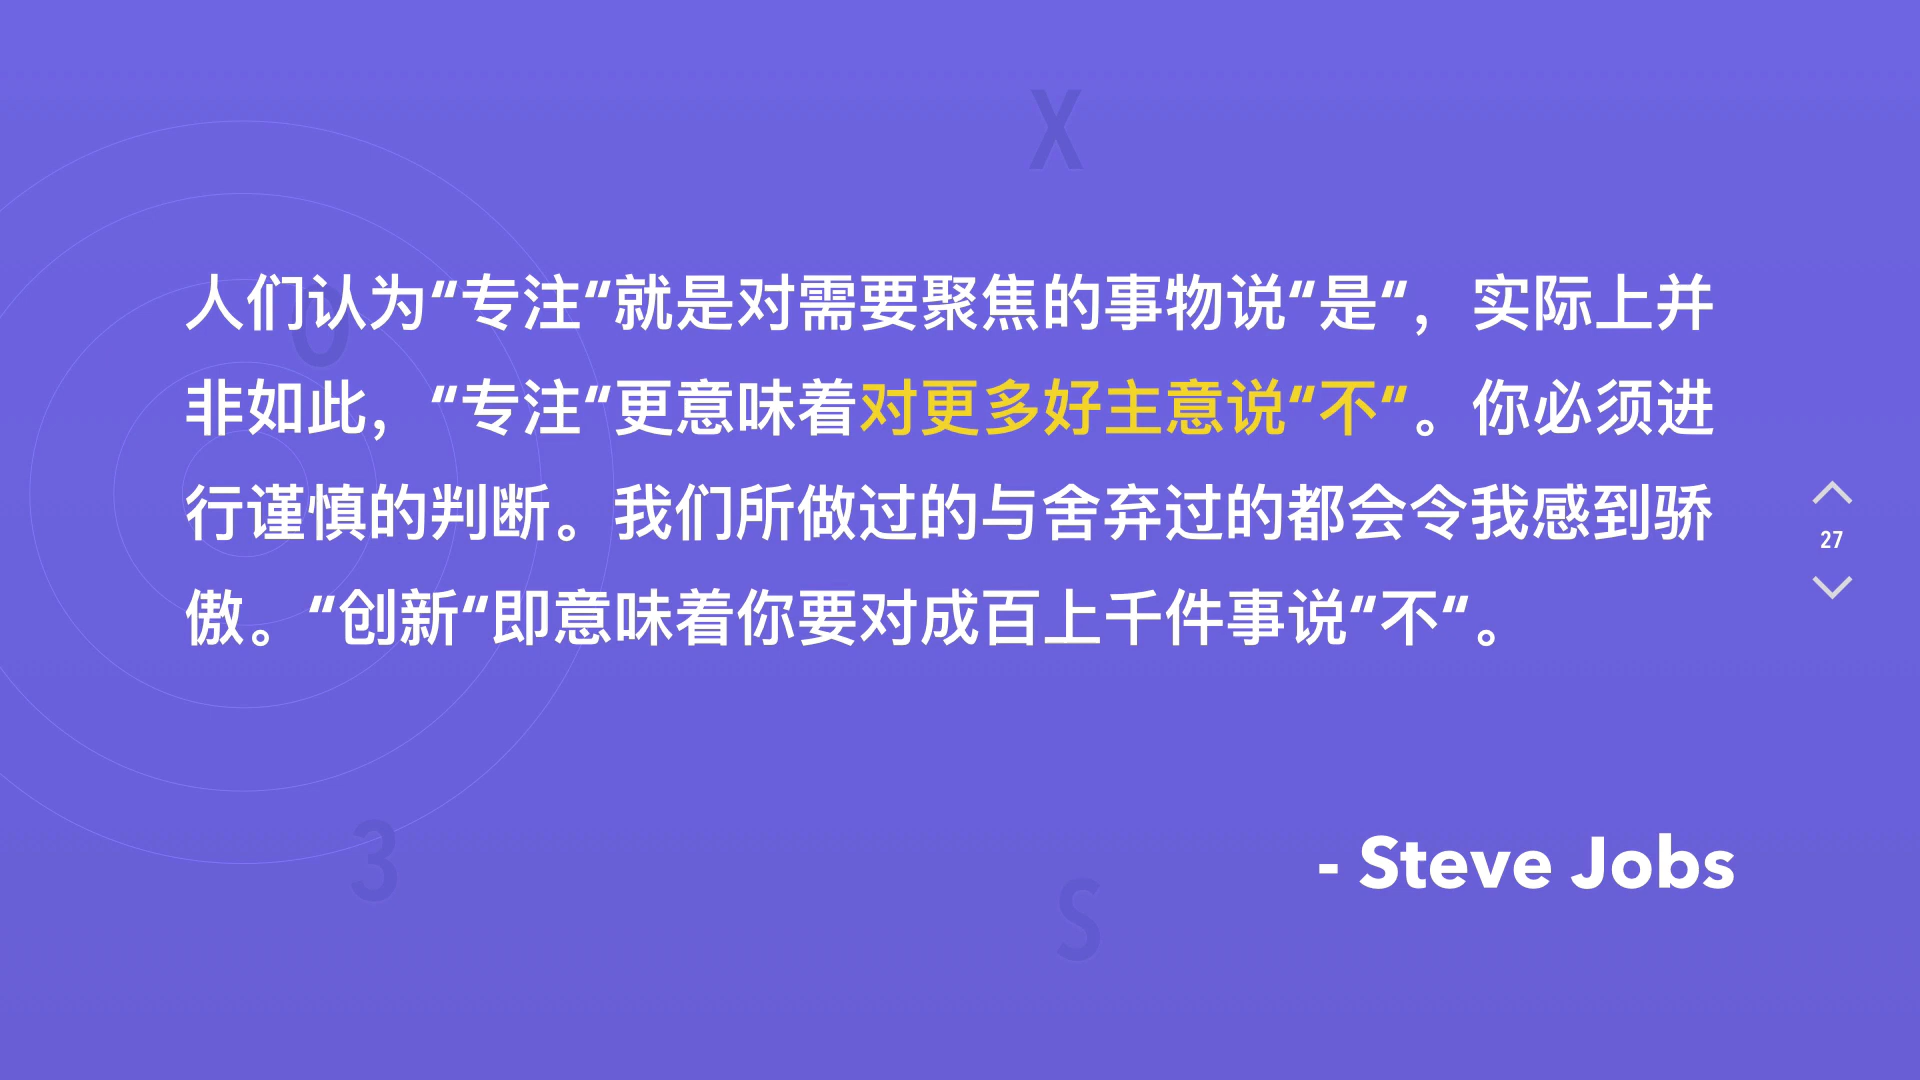 X
人们认为“专注“就是对需要聚焦的事物说“是“，实际上并
0
非如此，“专注“更意味着对更多好主意说“不“。你必须进
行谨慎的判断。我们所做过的与舍弃过的都会令我感到骄
27
傲。“创新“即意味着你要对成百上千件事说“不“。
- Steve Jobs
3
S